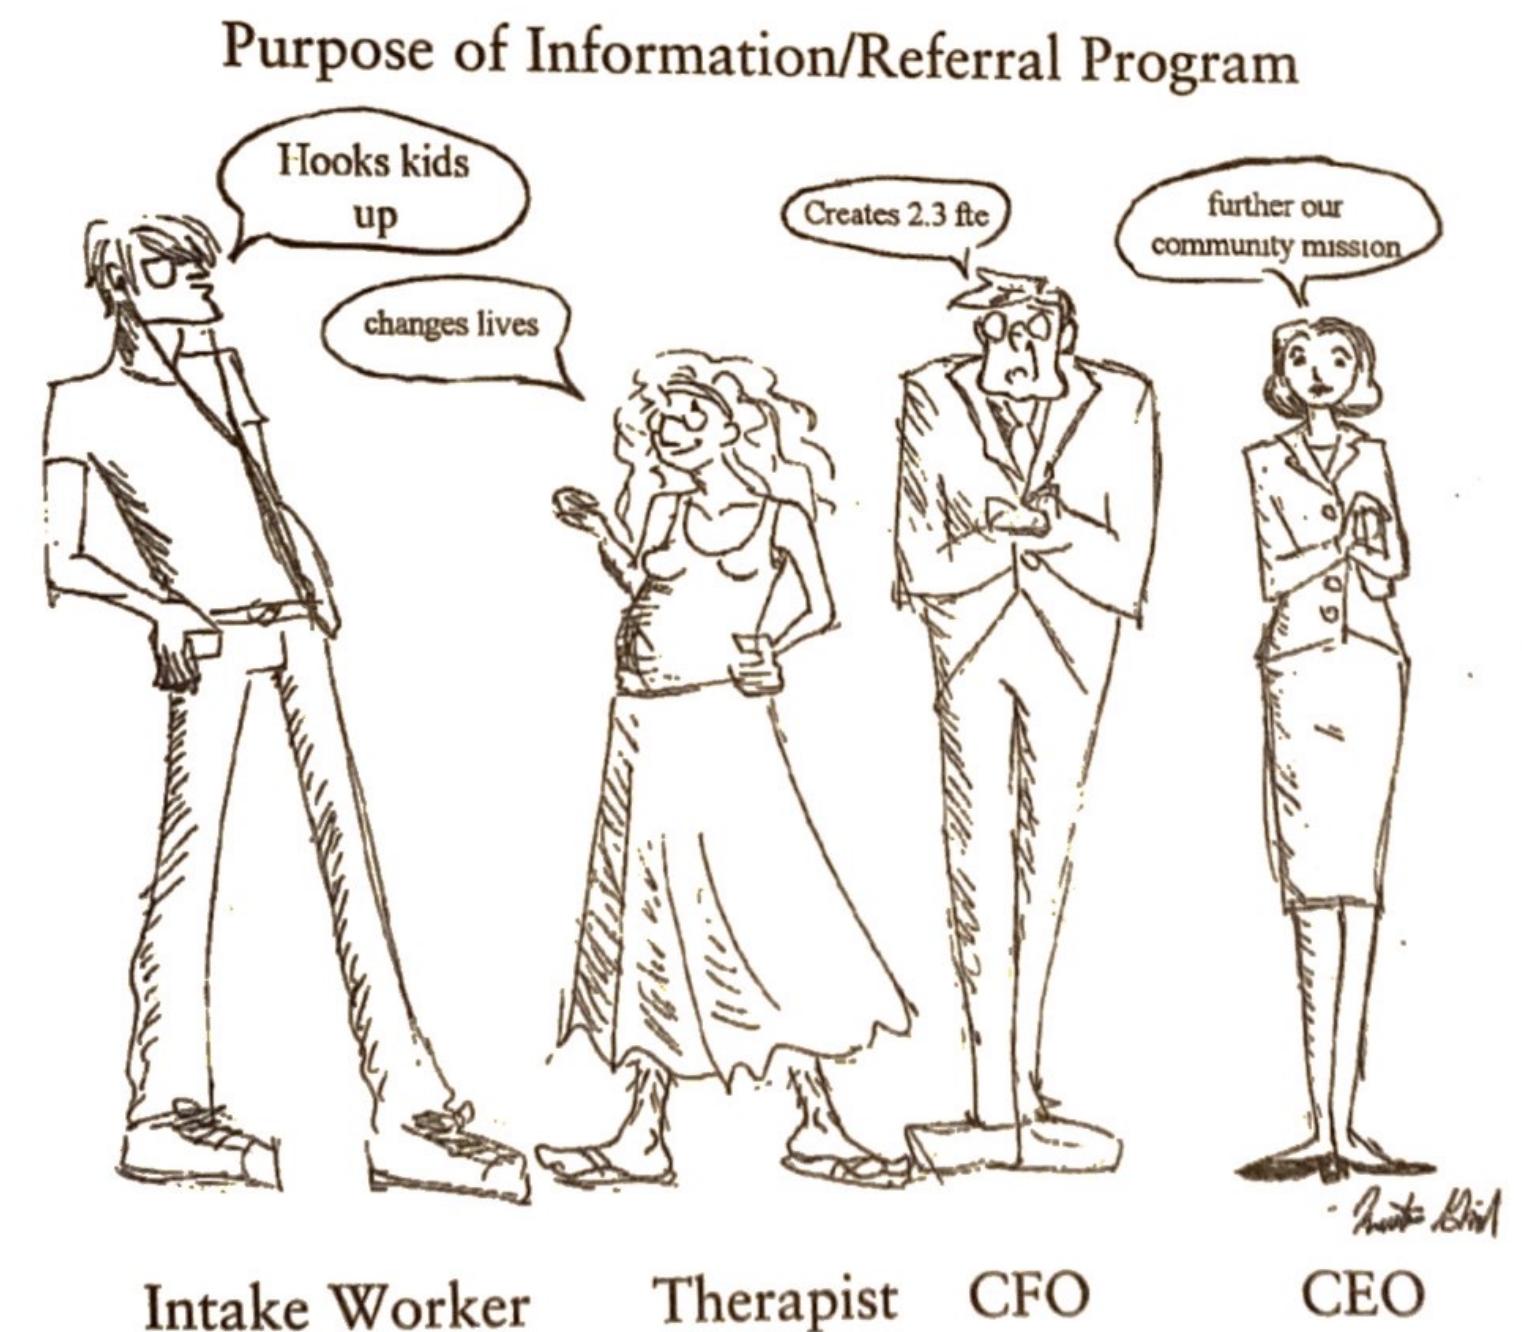 Purpose of Information/Referral Program
Hooks kids
up
changes lives
Creates 2.3 fte
further our
community mission
Intake Worker
Therapist
CFO
CEO